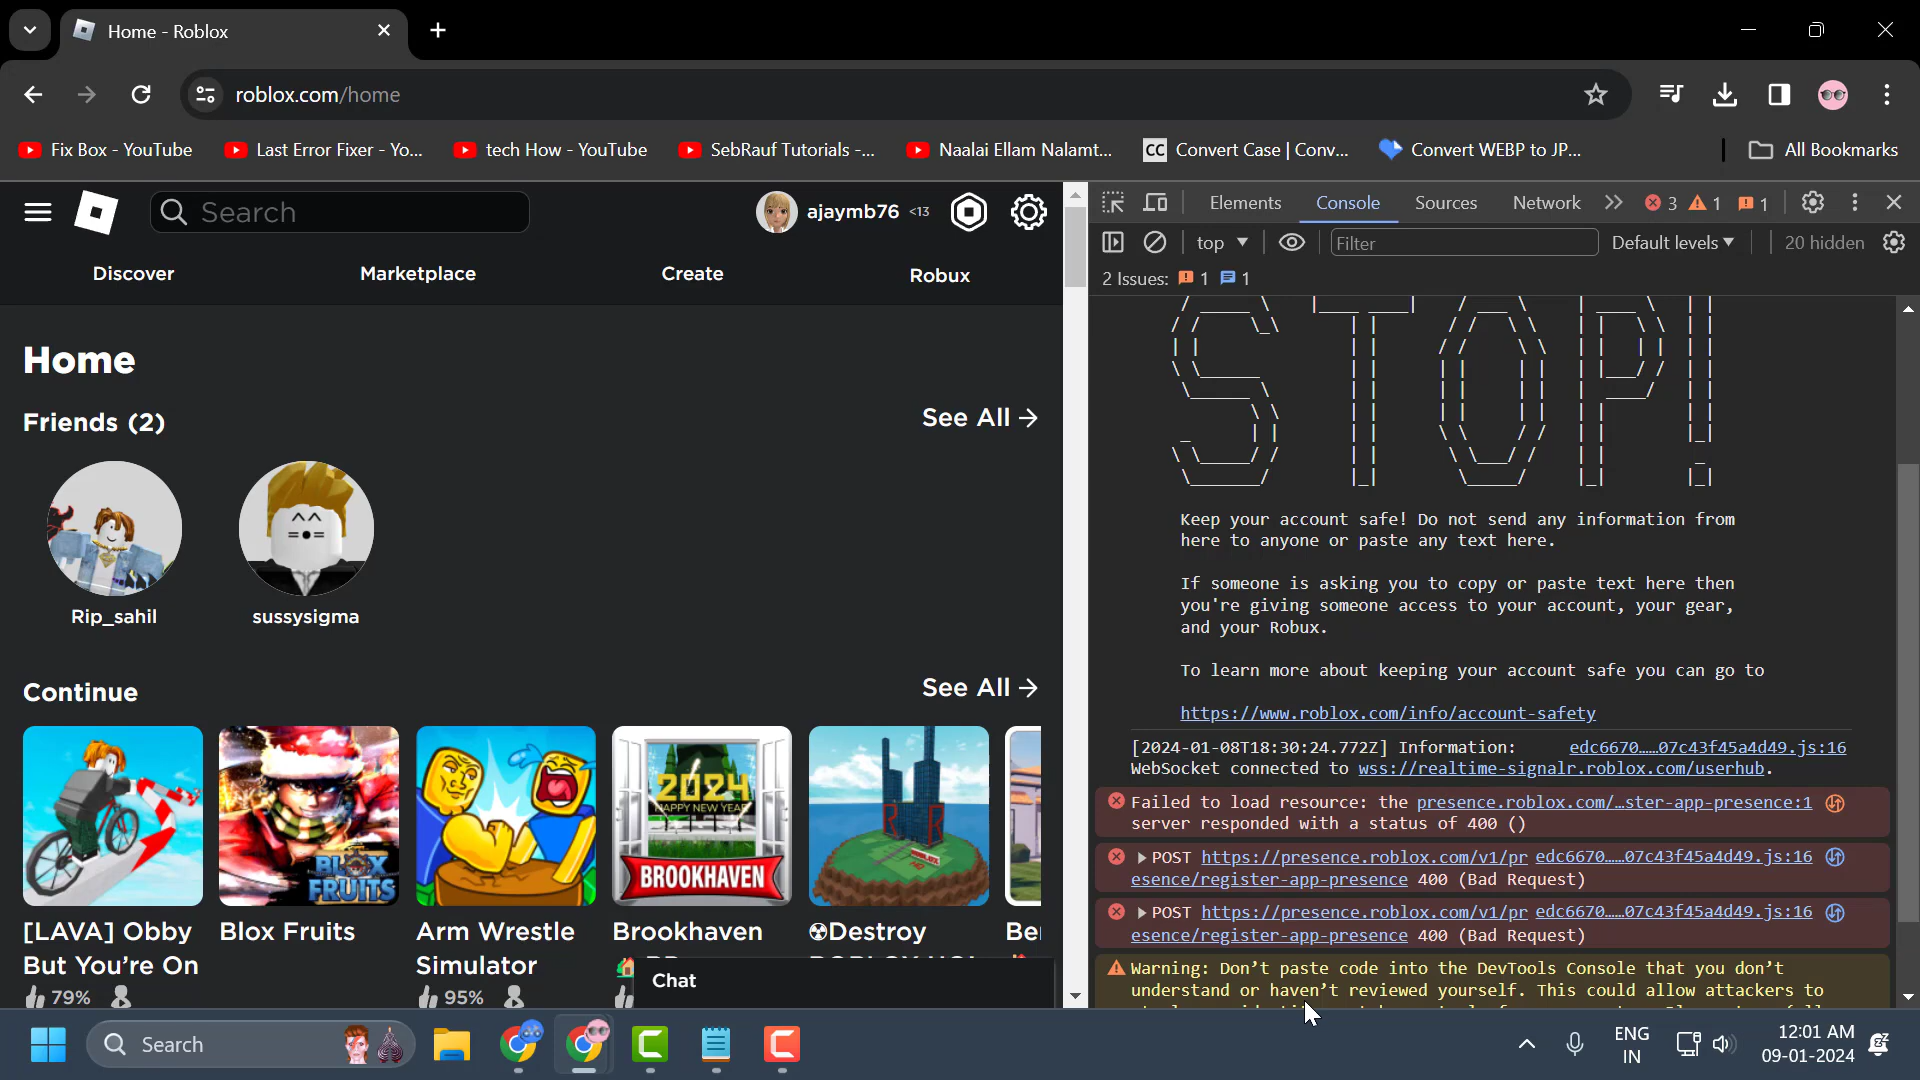 Home - Roblox
roblox.com/home
Fix Box - YouTube
Last Error Fixer - Yo...
tech How - YouTube
SebRauf Tutorials -...
Naalai Ellam Nalamt...
CC Convert Case | Conv...
Convert WEBP to JP...
All Bookmarks
Search
ajaymb76 <13
Discover
Marketplace
Create
Robux
Home
Friends (2)
See All →
Rip_sahil
sussysigma
Continue
See All →
2024
HAPPY NEW YEAR
BLOX
FRUITS
BROOKHAVEN
R R
[LAVA] Obby
But You’re On
79%
Blox Fruits
Arm Wrestle
Simulator
95%
Brookhaven
☢Destroy
Chat
Elements
Console
Sources
Network
3
1
1
top
Filter
Default levels
20 hidden
2 Issues: 1 1
STOP!
Keep your account safe! Do not send any information from
here to anyone or paste any text here.
If someone is asking you to copy or paste text here then
you're giving someone access to your account, your gear,
and your Robux.
To learn more about keeping your account safe you can go to
https://www.roblox.com/info/account-safety
[2024-01-08T18:30:24.772Z] Information: edc6670……07c43f45a4d49.js:16
WebSocket connected to wss://realtime-signalr.roblox.com/userhub.
Failed to load resource: the presence.roblox.com/…ster-app-presence:1
server responded with a status of 400 ()
POST https://presence.roblox.com/v1/pr edc6670……07c43f45a4d49.js:16
esence/register-app-presence 400 (Bad Request)
POST https://presence.roblox.com/v1/pr edc6670……07c43f45a4d49.js:16
esence/register-app-presence 400 (Bad Request)
Warning: Don’t paste code into the DevTools Console that you don’t
understand or haven’t reviewed yourself. This could allow attackers to
Search
ENG
IN
12:01 AM
09-01-2024